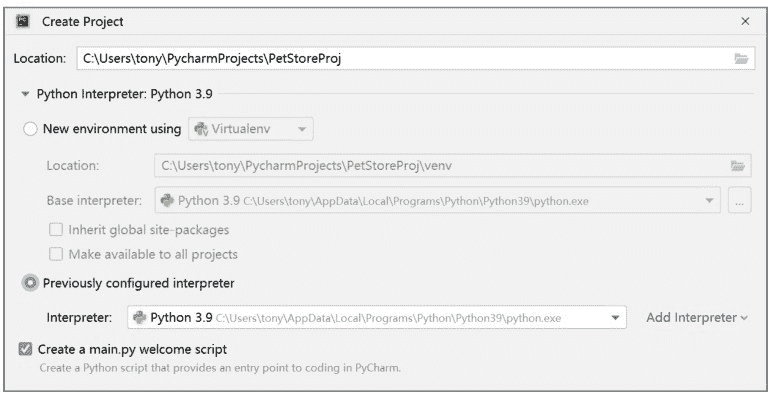 Create Project
Location: C:\Users\tony\PycharmProjects\PetStoreProj
Python Interpreter: Python 3.9
New environment using Virtualenv
Location: C:\Users\tony\PycharmProjects\PetStoreProj\venv
Base interpreter: Python 3.9 C:\Users\tony\AppData\Local\Programs\Python\Python39\python.exe ...
Inherit global site-packages
Make available to all projects
Previously configured interpreter
Interpreter: Python 3.9 C:\Users\tony\AppData\Local\Programs\Python\Python39\python.exe Add Interpreter
Create a main.py welcome script
Create a Python script that provides an entry point to coding in PyCharm.